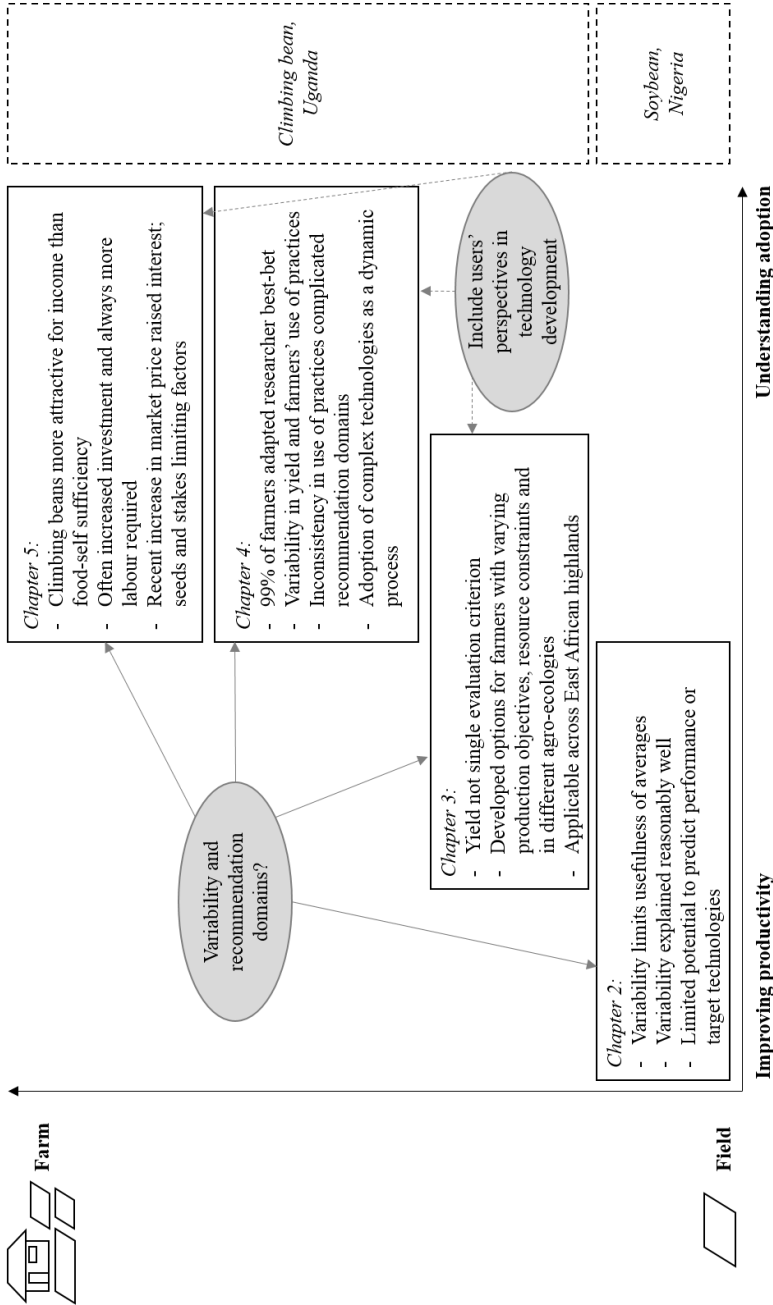 Farm
Field
Improving productivity
Understanding adoption
Variability and
recommendation
domains?
Chapter 5:
- Climbing beans more attractive for income than
food-self sufficiency
- Often increased investment and always more
labour required
- Recent increase in market price raised interest;
seeds and stakes limiting factors
Chapter 4:
- 99% of farmers adapted researcher best-bet
- Variability in yield and farmers’ use of practices
- Inconsistency in use of practices complicated
recommendation domains
- Adoption of complex technologies as a dynamic
process
Chapter 3:
- Yield not single evaluation criterion
- Developed options for farmers with varying
production objectives, resource constraints and
in different agro-ecologies
- Applicable across East African highlands
Chapter 2:
- Variability limits usefulness of averages
- Variability explained reasonably well
- Limited potential to predict performance or
target technologies
Include users’
perspectives in
technology
development
Climbing bean,
Uganda
Soybean,
Nigeria